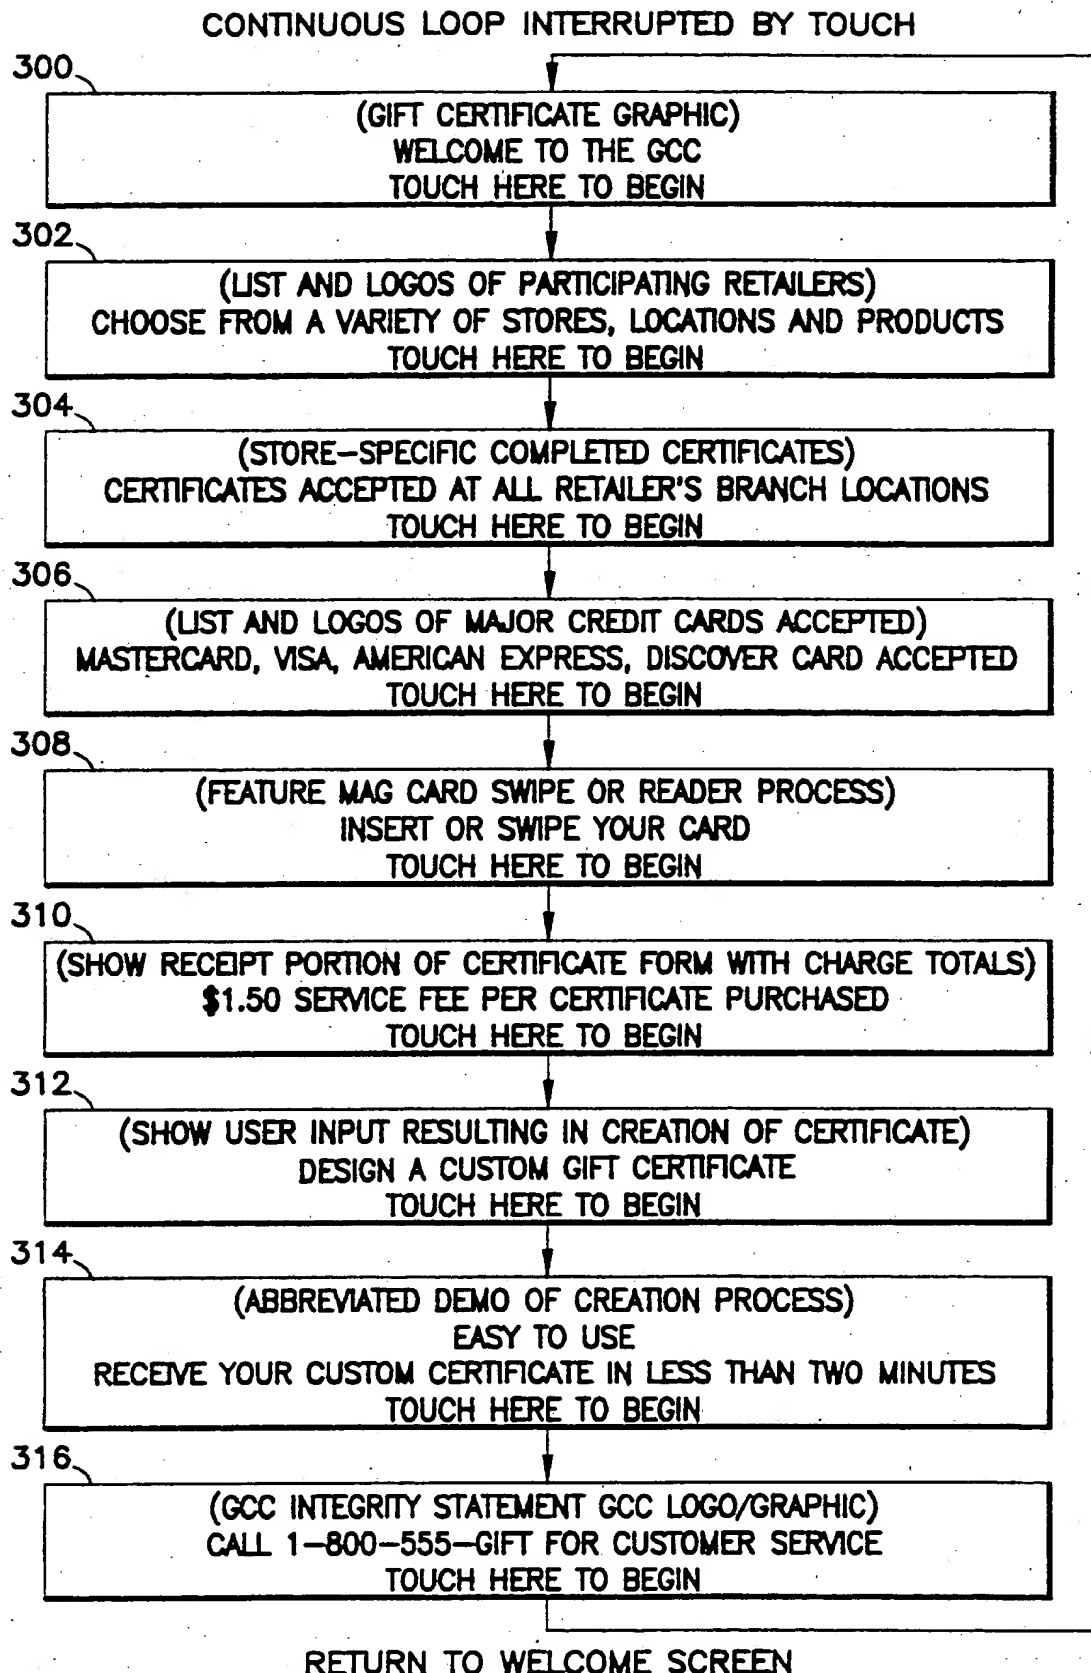 CONTINUOUS LOOP INTERRUPTED BY TOUCH
300
(GIFT CERTIFICATE GRAPHIC)
WELCOME TO THE GCC
TOUCH HERE TO BEGIN
302
(LIST AND LOGOS OF PARTICIPATING RETAILERS)
CHOOSE FROM A VARIETY OF STORES, LOCATIONS AND PRODUCTS
TOUCH HERE TO BEGIN
304
(STORE-SPECIFIC COMPLETED CERTIFICATES)
CERTIFICATES ACCEPTED AT ALL RETAILER'S BRANCH LOCATIONS
TOUCH HERE TO BEGIN
306
(LIST AND LOGOS OF MAJOR CREDIT CARDS ACCEPTED)
MASTERCARD, VISA, AMERICAN EXPRESS, DISCOVER CARD ACCEPTED
TOUCH HERE TO BEGIN
308
(FEATURE MAG CARD SWIPE OR READER PROCESS)
INSERT OR SWIPE YOUR CARD
TOUCH HERE TO BEGIN
310
(SHOW RECEIPT PORTION OF CERTIFICATE FORM WITH CHARGE TOTALS)
$1.50 SERVICE FEE PER CERTIFICATE PURCHASED
TOUCH HERE TO BEGIN
312
(SHOW USER INPUT RESULTING IN CREATION OF CERTIFICATE)
DESIGN A CUSTOM GIFT CERTIFICATE
TOUCH HERE TO BEGIN
314
(ABBREVIATED DEMO OF CREATION PROCESS)
EASY TO USE
RECEIVE YOUR CUSTOM CERTIFICATE IN LESS THAN TWO MINUTES
TOUCH HERE TO BEGIN
316
(GCC INTEGRITY STATEMENT GCC LOGO/GRAPHIC)
CALL 1-800-555-GIFT FOR CUSTOMER SERVICE
TOUCH HERE TO BEGIN
RETURN TO WELCOME SCREEN